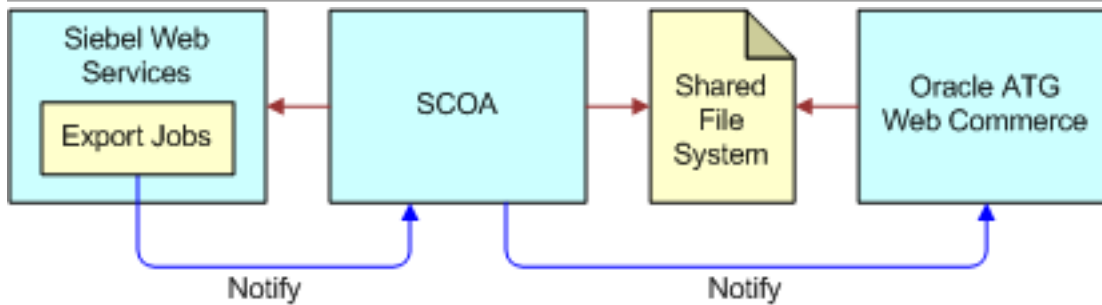 Siebel Web
Services
Export Jobs
SCOA
Shared
File
System
Oracle ATG
Web Commerce
Notify
Notify